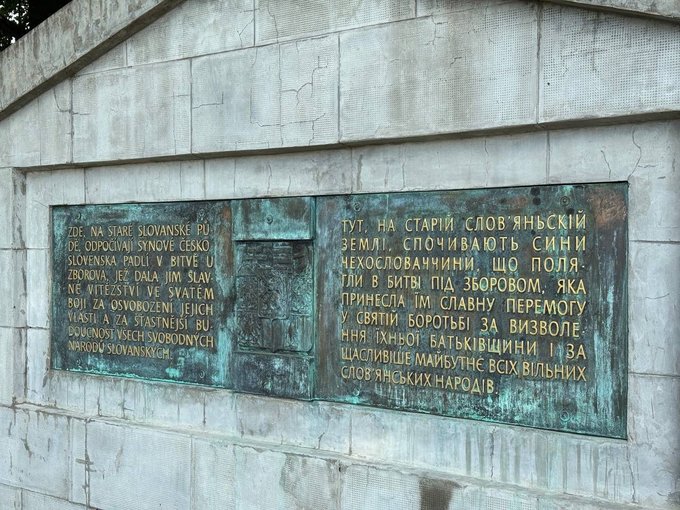 ZDE, NA STARÉ SLOVANSKÉ PŮ-
DĚ, ODPOČÍVAJÍ SYNOVÉ ČESKO-
SLOVENSKA PADLÍ V BITVĚ U
ZBOROVA, JEŽ DALA JIM SLAV-
NÉ VÍTĚZSTVÍ VE SVATÉM
BOJI ZA OSVOBOZENÍ JEJICH
VLASTI A ZA ŠŤASTNĚJŠÍ BU-
DOUCNOST VŠECH SVOBODNÝCH
NÁRODŮ SLOVANSKÝCH.
ТУТ, НА СТАРІЙ СЛОВ'ЯНЬСКІЙ
ЗЕМЛІ, СПОЧИВАЮТЬ СИНИ
ЧЕХОСЛОВАЧЧИНИ, ЩО ПОЛЯ-
ГЛИ В БИТВІ ПІД ЗБОРОВОМ, ЯКА
ПРИНЕСЛА ЇМ СЛАВНУ ПЕРЕМОГУ
У СВЯТІЙ БОРОТЬБІ ЗА ВИЗВОЛЕ-
ННЯ ЇХНЬОЇ БАТЬКІВЩИНИ І ЗА
ЩАСЛИВІШЕ МАЙБУТНЄ ВСІХ ВІЛЬНИХ
СЛОВ'ЯНСЬКИХ НАРОДІВ.